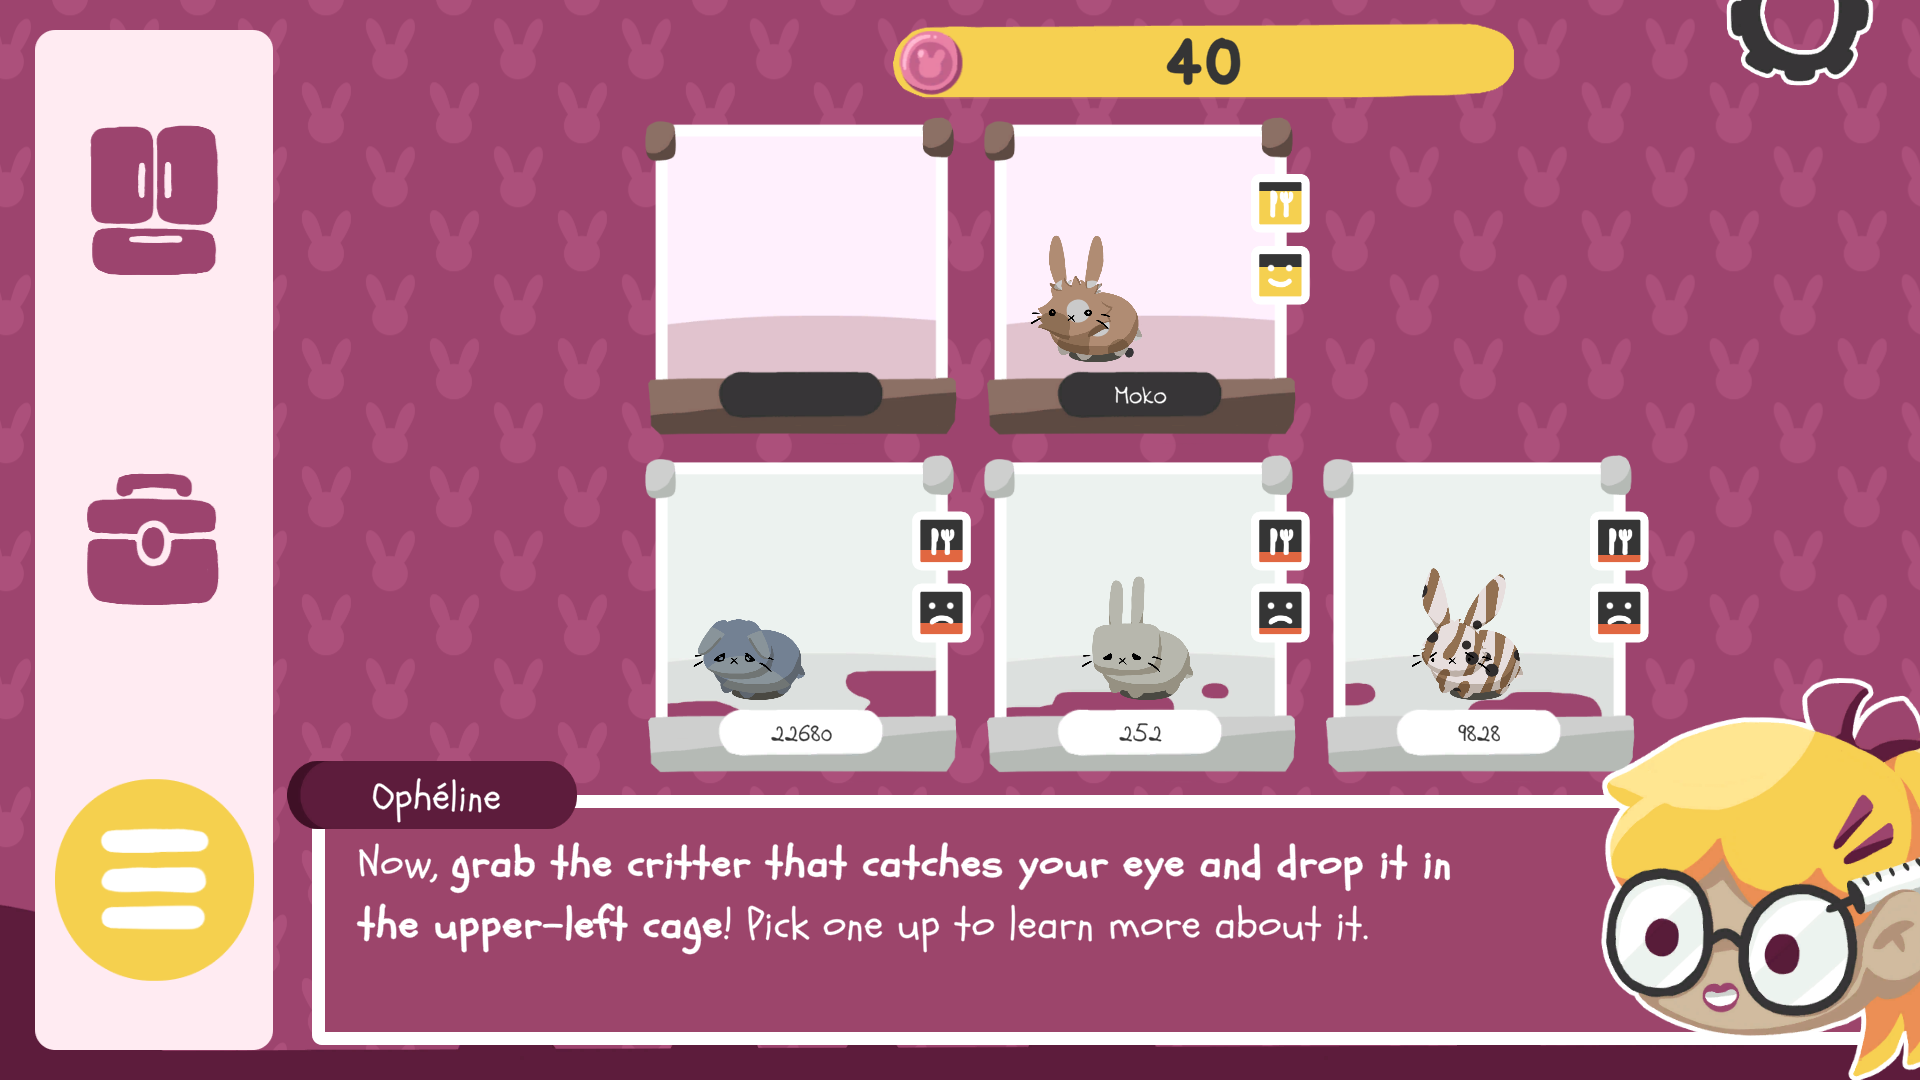 40
Moko
22680
252
9828
Ophéline
Now, grab the critter that catches your eye and drop it in
the upper-left cage! Pick one up to learn more about it.